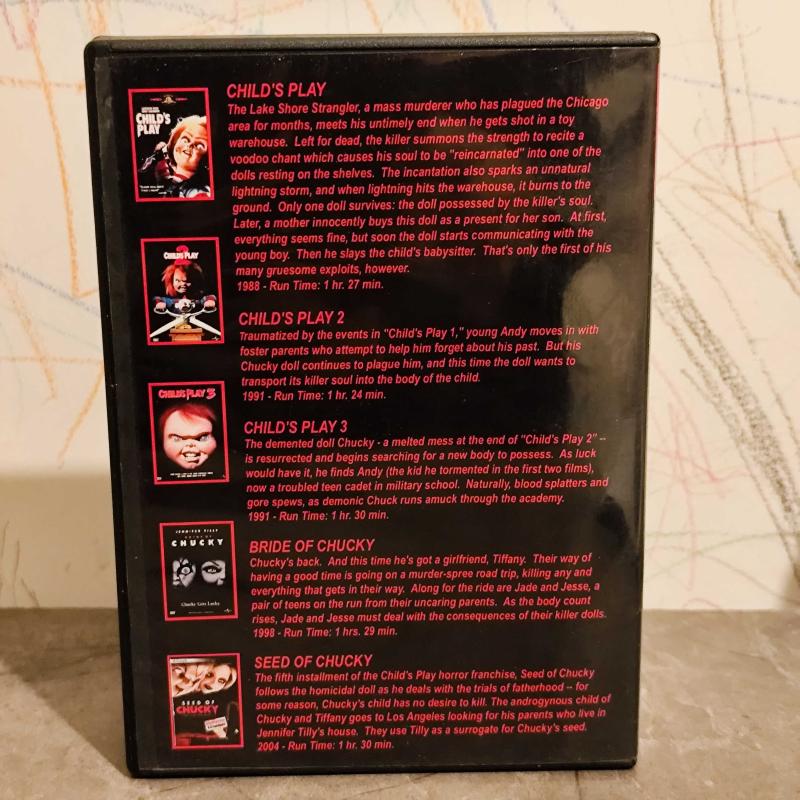 CHILD'S PLAY
The Lake Shore Strangler, a mass murderer who has plagued the Chicago
area for months, meets his untimely end when he gets shot in a toy
warehouse. Left for dead, the killer summons the strength to recite a
voodoo chant which causes his soul to be "reincarnated" into one of the
dolls resting on the shelves. The incantation also sparks an unnatural
lightning storm, and when lightning hits the warehouse, it burns to the
ground. Only one doll survives: the doll possessed by the killer's soul.
Later, a mother innocently buys this doll as a present for her son. At first,
everything seems fine, but soon the doll starts communicating with the
young boy. Then he slays the child's babysitter. That's only the first of his
many gruesome exploits, however.
1988 - Run Time: 1 hr. 27 min.
CHILD'S
PLAY
CHILD'S PLAY 2
Traumatized by the events in "Child's Play 1," young Andy moves in with
foster parents who attempt to help him forget about his past. But his
Chucky doll continues to plague him, and this time the doll wants to
transport its killer soul into the body of the child.
1991 - Run Time: 1 hr. 24 min.
2
CHILD'S PLAY
CHILD'S PLAY 3
The demented doll Chucky - a melted mess at the end of "Child's Play 2" --
is resurrected and begins searching for a new body to possess. As luck
would have it, he finds Andy (the kid he tormented in the first two films),
now a troubled teen cadet in military school. Naturally, blood splatters and
gore spews, as demonic Chuck runs amuck through the academy.
1991 - Run Time: 1 hr. 30 min.
CHILD'S PLAY 3
BRIDE OF CHUCKY
Chucky's back. And this time he's got a girlfriend, Tiffany. Their way of
having a good time is going on a murder-spree road trip, killing any and
everything that gets in their way. Along for the ride are Jade and Jesse, a
pair of teens on the run from their uncaring parents. As the body count
rises, Jade and Jesse must deal with the consequences of their killer dolls.
1998 - Run Time: 1 hrs. 29 min.
JENNIFER TILLY
BRIDE OF
CHUCKY
Chucky Gets Lucky
SEED OF CHUCKY
The fifth installment of the Child's Play horror franchise, Seed of Chucky
follows the homicidal doll as he deals with the trials of fatherhood -- for
some reason, Chucky's child has no desire to kill. The androgynous child of
Chucky and Tiffany goes to Los Angeles looking for his parents who live in
Jennifer Tilly's house. They use Tilly as a surrogate for Chucky's seed.
2004 - Run Time: 1 hr. 30 min.
SEED OF
CHUCKY